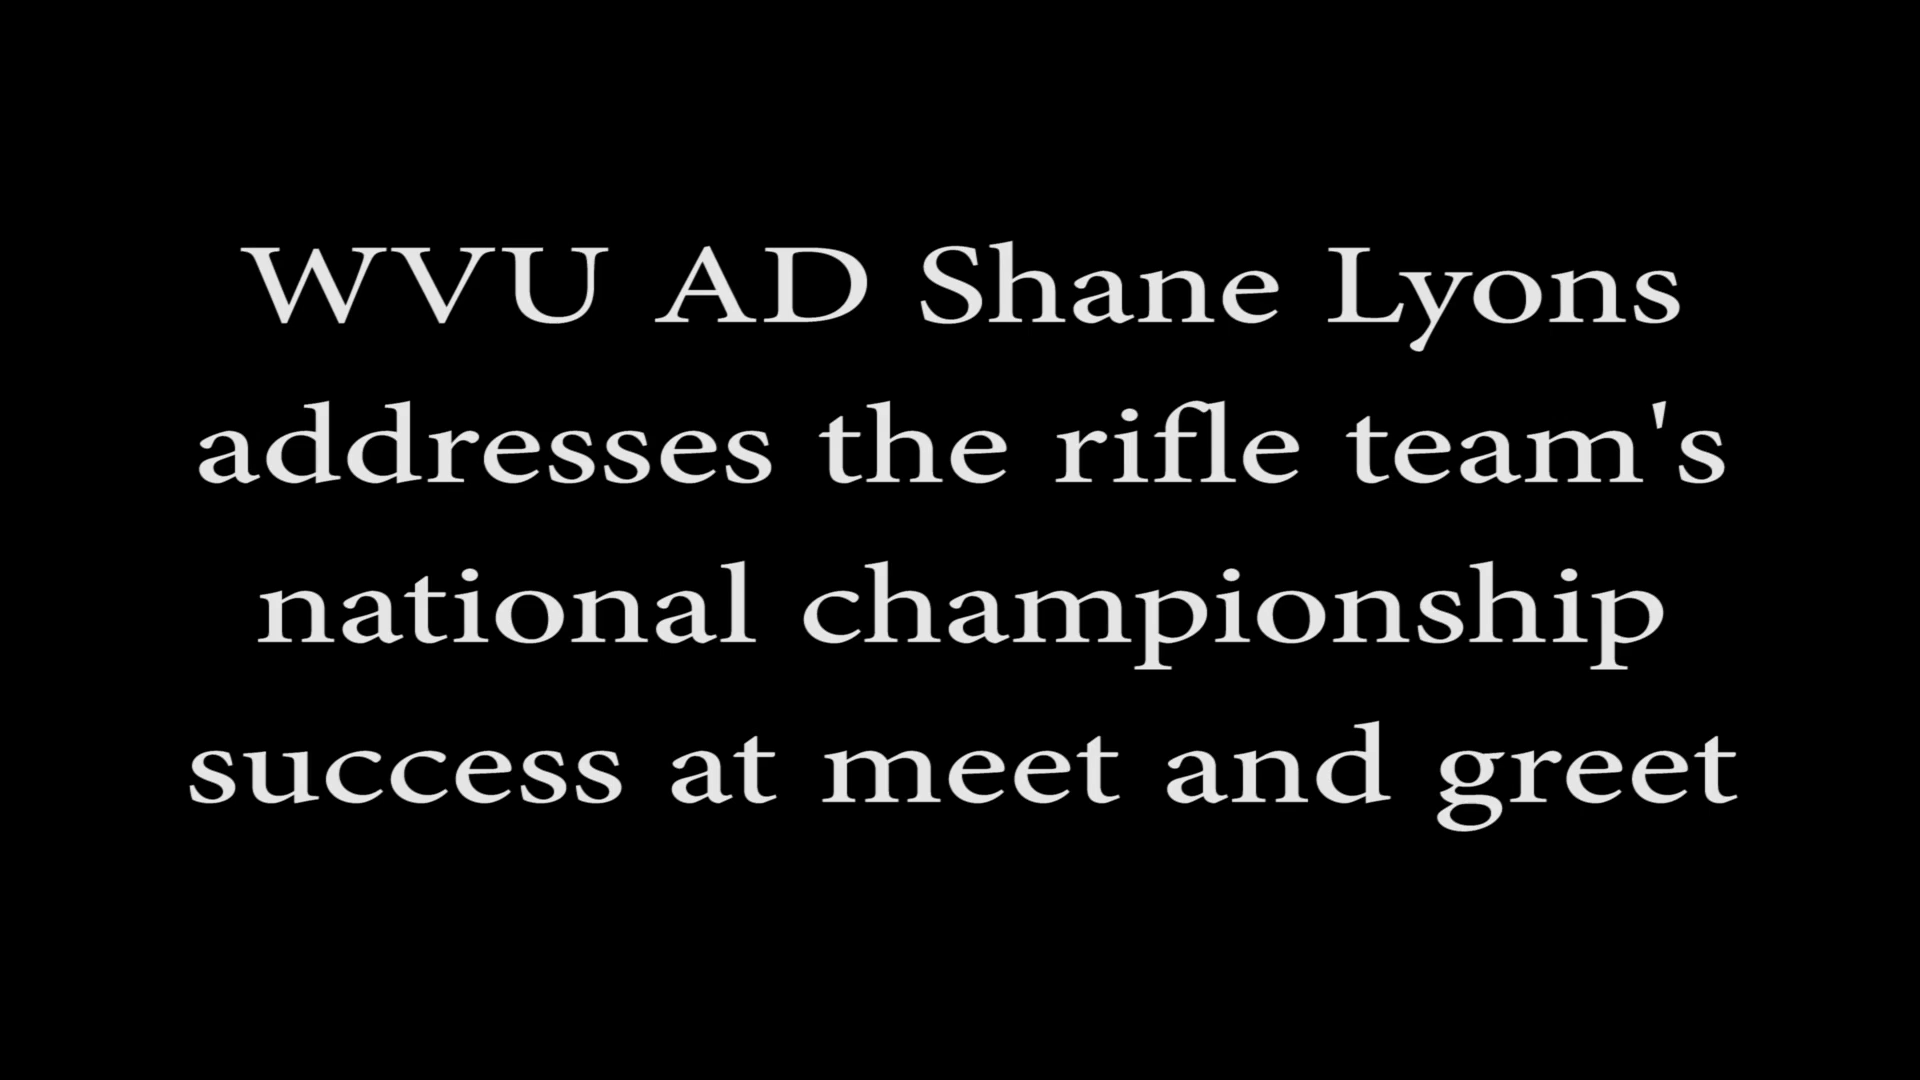 WVU AD Shane Lyons
addresses the rifle team's
national championship
success at meet and greet